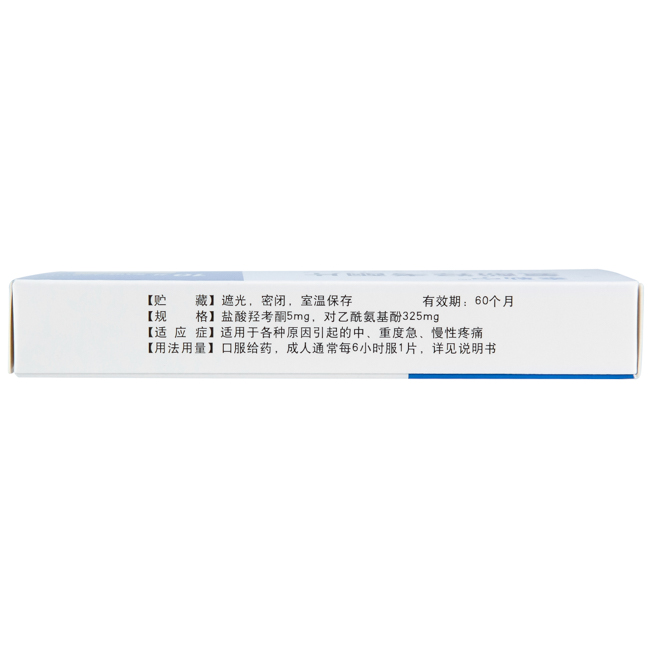 【贮 藏】遮光，密闭，室温保存 有效期：60个月
【规 格】盐酸羟考酮5mg，对乙酰氨基酚325mg
【适 应 症】适用于各种原因引起的中、重度急、慢性疼痛
【用法用量】口服给药，成人通常每6小时服1片，详见说明书